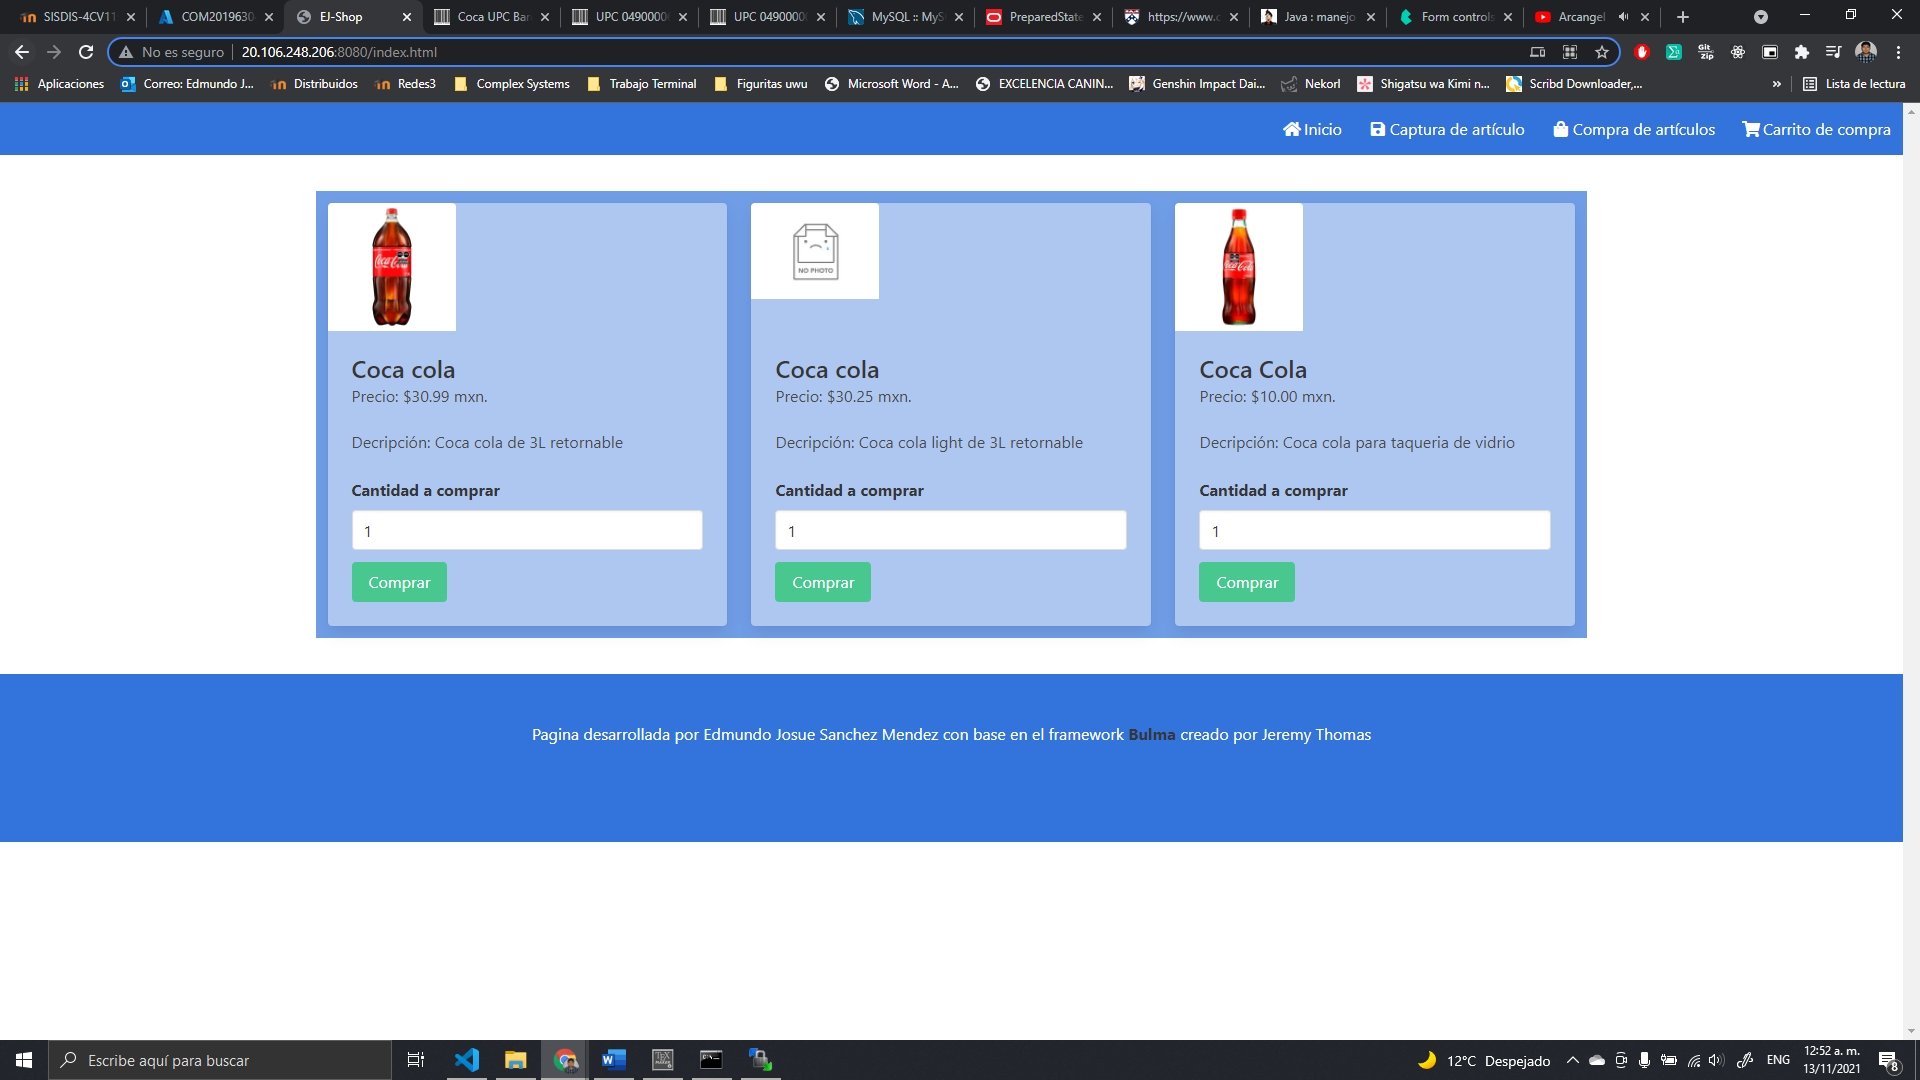 SISDIS-4CV11
COM2019630
EJ-Shop
Coca UPC Bar
UPC 0490000
UPC 0490000
MySQL :: MyS
PreparedState
https://www.c
Java : manejo
Form controls
Arcangel
No es seguro
20.106.248.206:8080/index.html
Aplicaciones
Correo: Edmundo J...
Distribuidos
Redes3
Complex Systems
Trabajo Terminal
Figuritas uwu
Microsoft Word - A...
EXCELENCIA CANIN...
Genshin Impact Dai...
Nekorl
Shigatsu wa Kimi n...
Scribd Downloader,...
»
Lista de lectura
Inicio
Captura de artículo
Compra de artículos
Carrito de compra
Coca-Cola
NO PHOTO
Coca-Cola
Coca cola
Precio: $30.99 mxn.
Decripción: Coca cola de 3L retornable
Cantidad a comprar
1
Comprar
Coca cola
Precio: $30.25 mxn.
Decripción: Coca cola light de 3L retornable
Cantidad a comprar
1
Comprar
Coca Cola
Precio: $10.00 mxn.
Decripción: Coca cola para taqueria de vidrio
Cantidad a comprar
1
Comprar
Pagina desarrollada por Edmundo Josue Sanchez Mendez con base en el framework Bulma creado por Jeremy Thomas
Escribe aquí para buscar
12°C Despejado
ENG
12:52 a. m.
13/11/2021
8